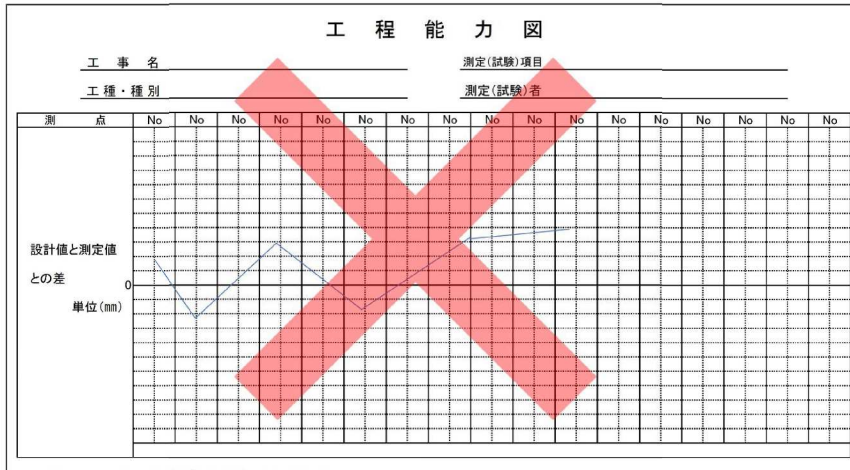 工 程 能 力 図
工 事 名 測定(試験)項目
工種・種別 測定(試験)者
測 点 No No No No No No No No No No No No No No No No No
設計値と測定値
との差
0
単位(㎜)